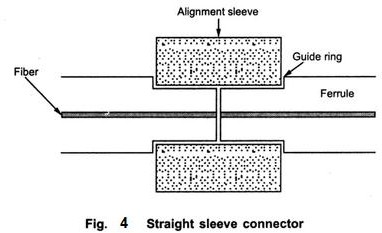 Alignment sleeve
Guide ring
Fiber
Ferrule
Fig. 4 Straight sleeve connector